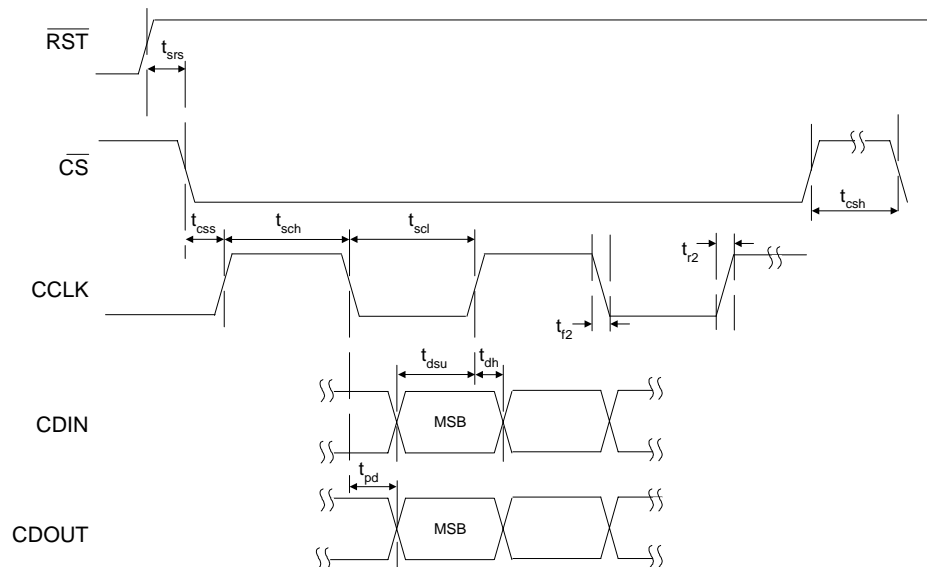 RST
t_srs
CS
t_css
t_sch
t_scl
t_csh
t_r2
CCLK
t_f2
t_dsu
t_dh
CDIN
MSB
t_pd
CDOUT
MSB